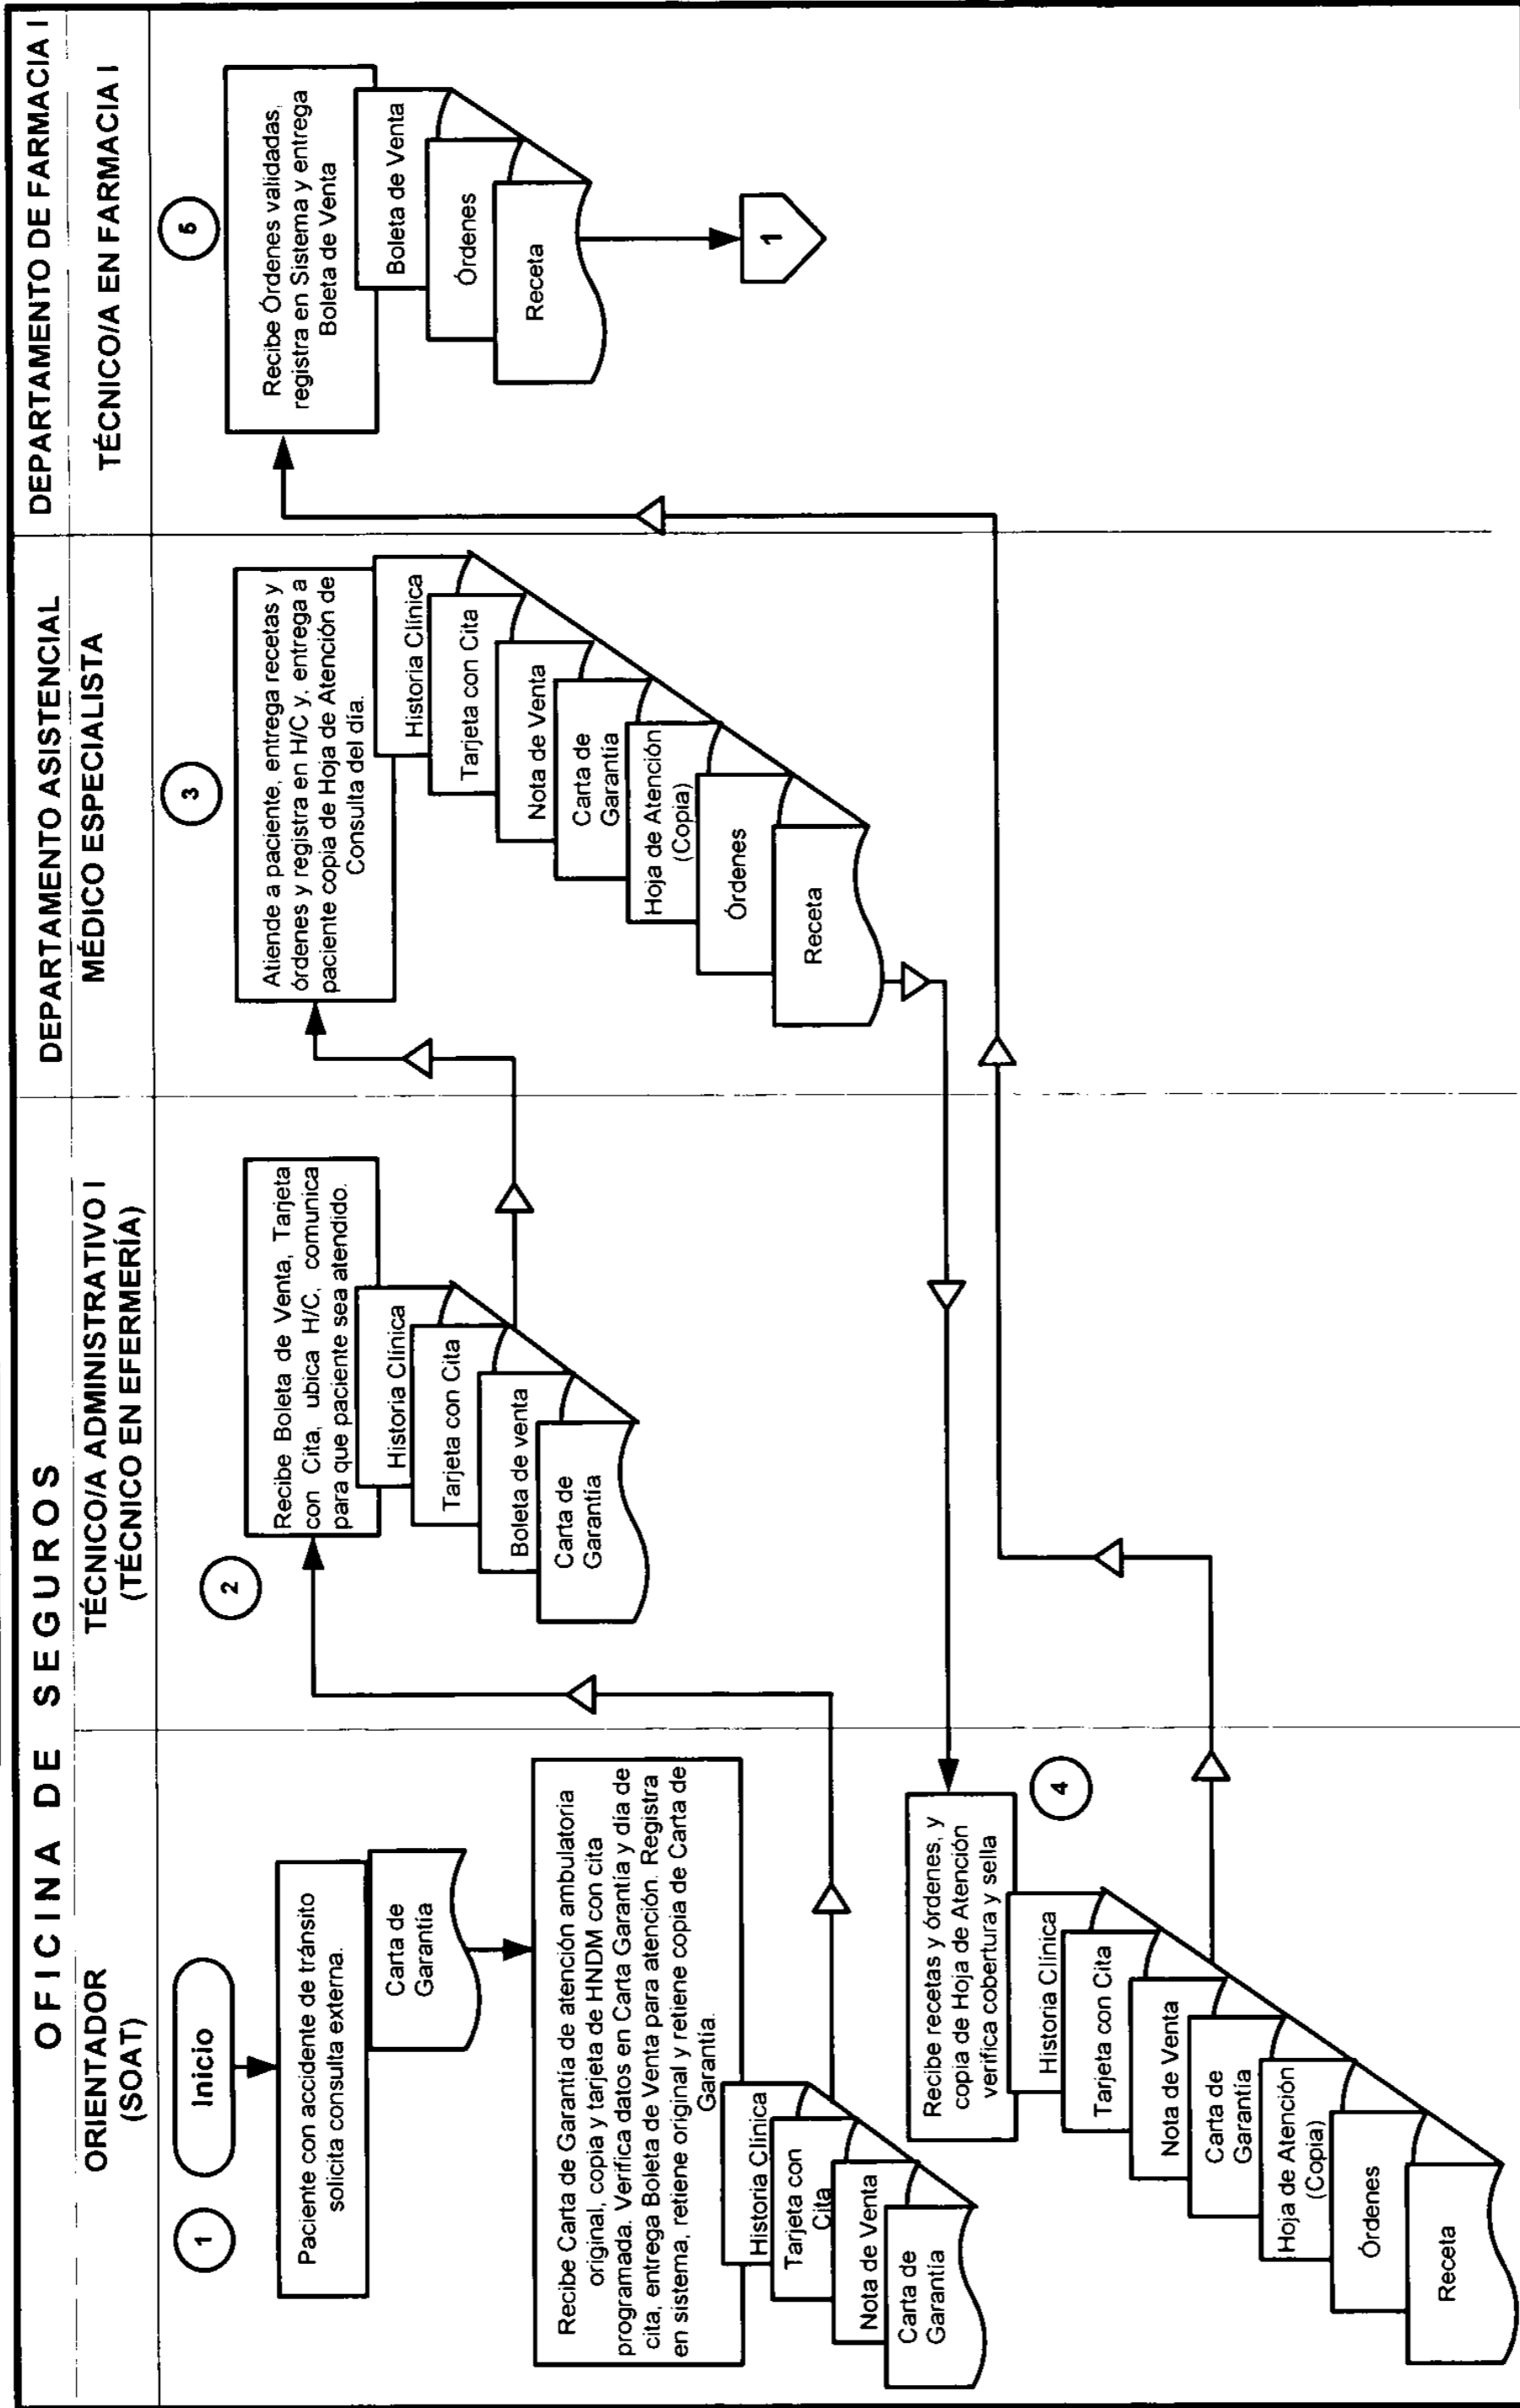 OFICINA DE SEGUROS
DEPARTAMENTO ASISTENCIAL
DEPARTAMENTO DE FARMACIA I
ORIENTADOR
(SOAT)
TÉCNICO/A ADMINISTRATIVO I
(TÉCNICO EN EFERMERÍA)
MÉDICO ESPECIALISTA
TÉCNICO/A EN FARMACIA I
1
Inicio
Paciente con accidente de tránsito
solicita consulta externa.
Carta de
Garantía
Recibe Carta de Garantía de atención ambulatoria
original, copia y tarjeta de HNDM con cita
programada. Verifica datos en Carta Garantía y día de
cita, entrega Boleta de Venta para atención. Registra
en sistema, retiene original y retiene copia de Carta de
Garantía.
Historia Clínica
Tarjeta con
Cita
Nota de Venta
Carta de
Garantía
2
Recibe Boleta de Venta, Tarjeta
con Cita, ubica H/C, comunica
para que paciente sea atendido.
Historia Clínica
Tarjeta con Cita
Boleta de venta
Carta de
Garantía
3
Atiende a paciente, entrega recetas y
órdenes y registra en H/C y, entrega a
paciente copia de Hoja de Atención de
Consulta del día.
Historia Clínica
Tarjeta con Cita
Nota de Venta
Carta de
Garantía
Hoja de Atención
(Copia)
Órdenes
Receta
4
Recibe recetas y órdenes, y
copia de Hoja de Atención
verifica cobertura y sella
Historia Clínica
Tarjeta con Cita
Nota de Venta
Carta de
Garantía
Hoja de Atención
(Copia)
Órdenes
Receta
5
Recibe Órdenes validadas,
registra en Sistema y entrega
Boleta de Venta
Boleta de Venta
Órdenes
Receta
1